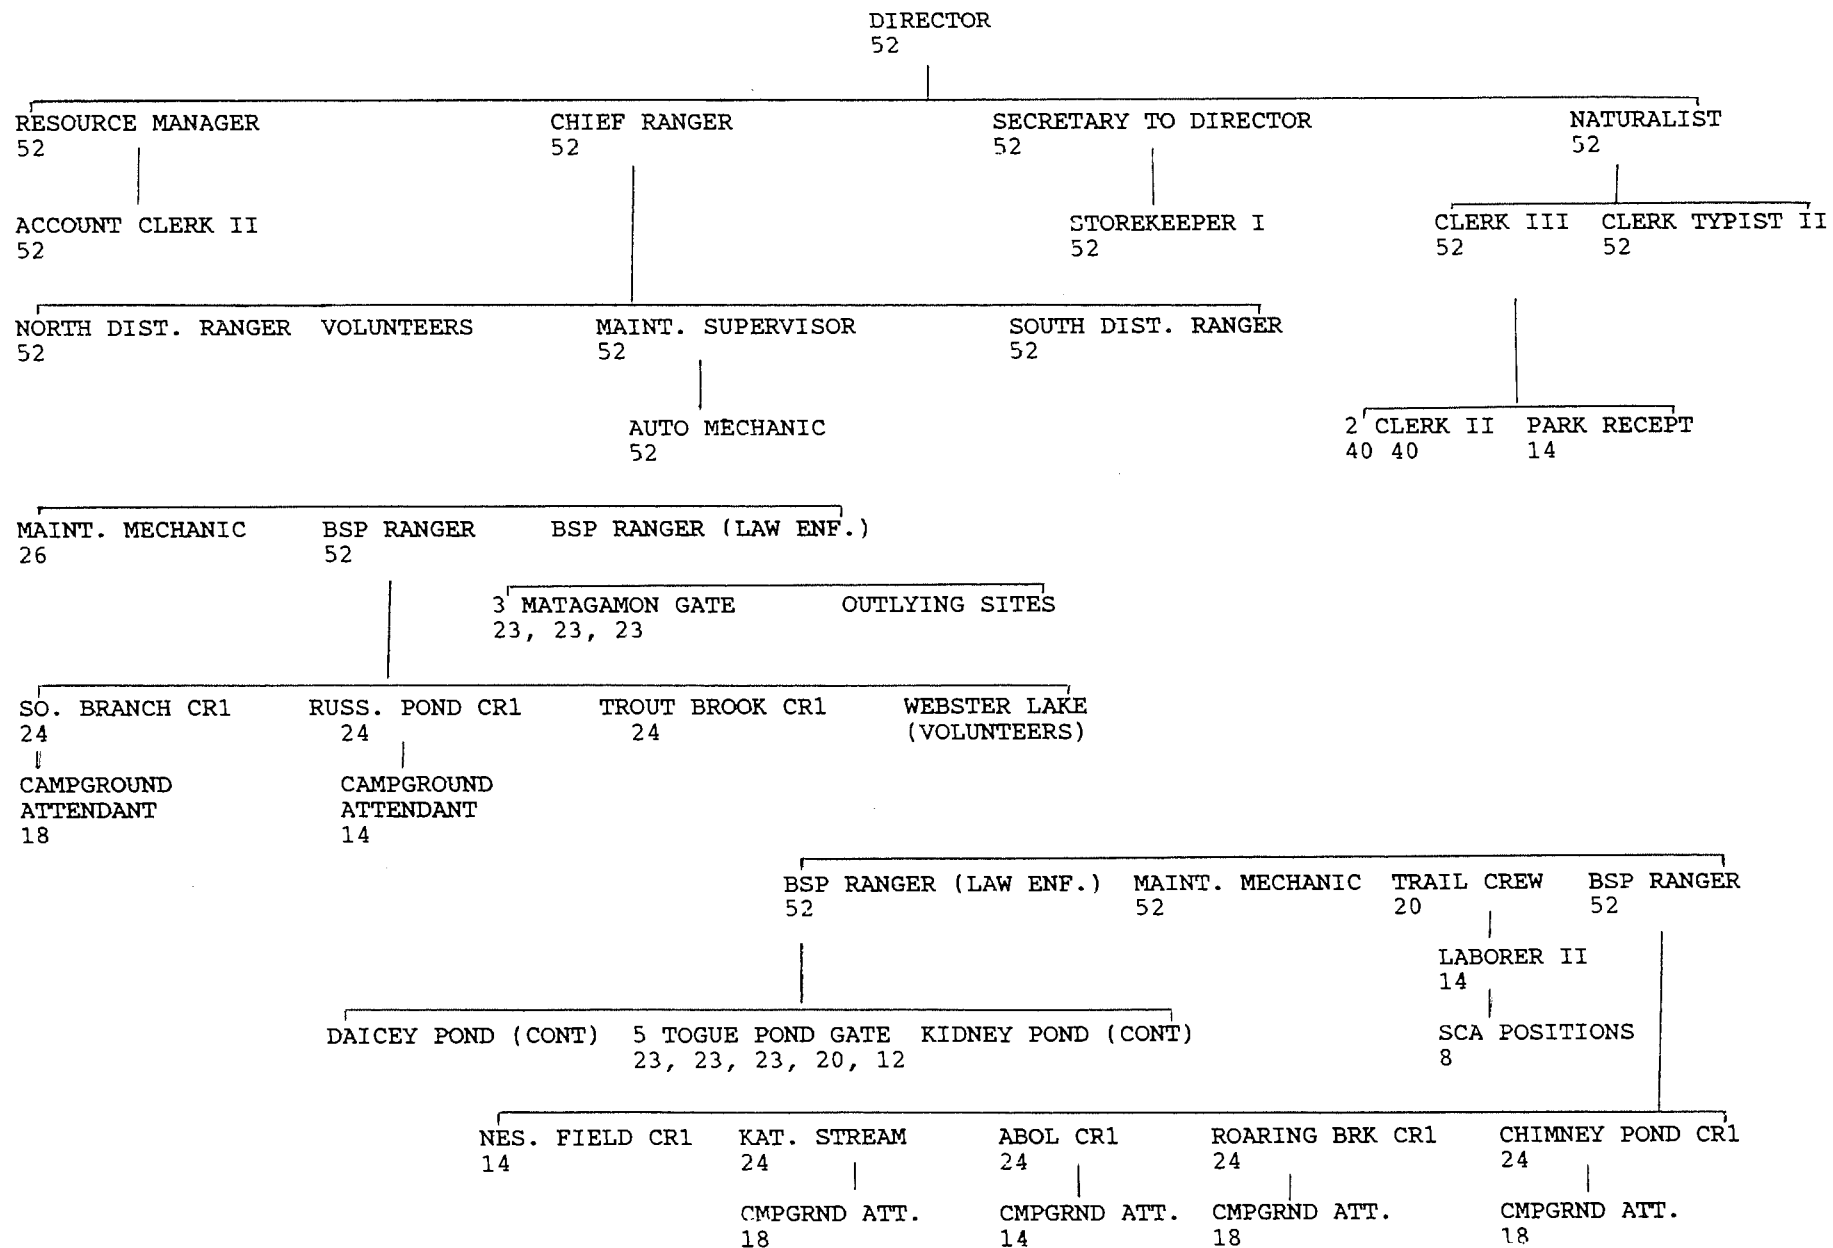 DIRECTOR
52
RESOURCE MANAGER CHIEF RANGER SECRETARY TO DIRECTOR NATURALIST
52 52 52 52
ACCOUNT CLERK II STOREKEEPER I CLERK III CLERK TYPIST II
52 52 52 52
NORTH DIST. RANGER VOLUNTEERS MAINT. SUPERVISOR SOUTH DIST. RANGER
52 52 52
AUTO MECHANIC 2 CLERK II PARK RECEPT
52 40 40 14
MAINT. MECHANIC BSP RANGER BSP RANGER (LAW ENF.)
26 52
3 MATAGAMON GATE OUTLYING SITES
23, 23, 23
SO. BRANCH CR1 RUSS. POND CR1 TROUT BROOK CR1 WEBSTER LAKE
24 24 24 (VOLUNTEERS)
CAMPGROUND CAMPGROUND
ATTENDANT ATTENDANT
18 14
BSP RANGER (LAW ENF.) MAINT. MECHANIC TRAIL CREW BSP RANGER
52 52 20 52
LABORER II
14
DAICEY POND (CONT) 5 TOGUE POND GATE KIDNEY POND (CONT) SCA POSITIONS
23, 23, 23, 20, 12 8
NES. FIELD CR1 KAT. STREAM ABOL CR1 ROARING BRK CR1 CHIMNEY POND CR1
14 24 24 24 24
CMPGRND ATT. CMPGRND ATT. CMPGRND ATT. CMPGRND ATT.
18 14 18 18